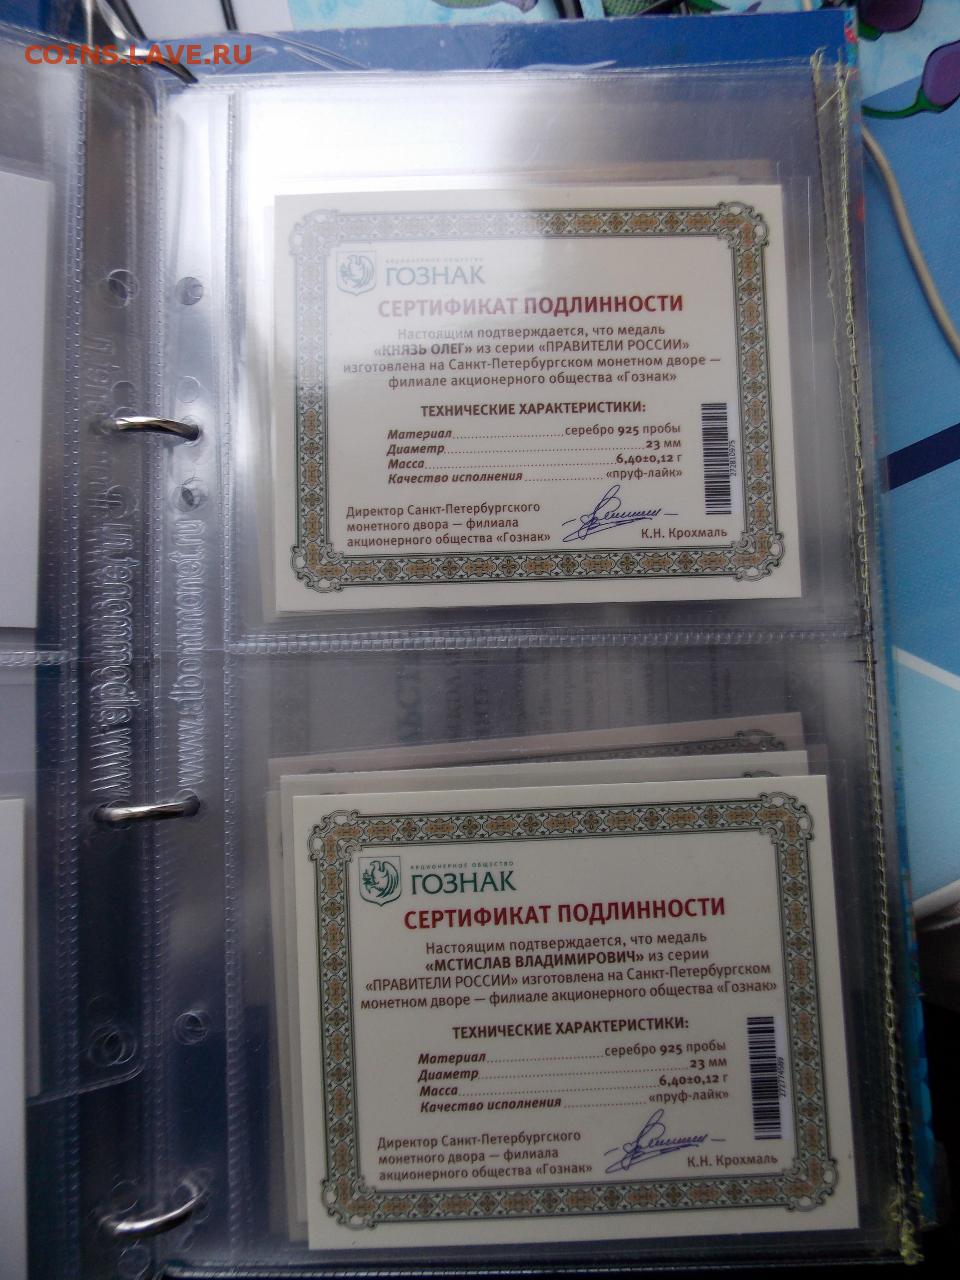 COINS.LAVE.RU
АКЦИОНЕРНОЕ ОБЩЕСТВО
ГОЗНАК
СЕРТИФИКАТ ПОДЛИННОСТИ
Настоящим подтверждается, что медаль
«КНЯЗЬ ОЛЕГ» из серии «ПРАВИТЕЛИ РОССИИ»
изготовлена на Санкт-Петербургском монетном дворе —
филиале акционерного общества «Гознак»
ТЕХНИЧЕСКИЕ ХАРАКТЕРИСТИКИ:
Материал серебро 925 пробы
Диаметр 23 мм
Масса 6,40±0,12 г
Качество исполнения «пруф-лайк»
272810975
Директор Санкт-Петербургского
монетного двора — филиала
акционерного общества «Гознак»
К.Н. Крохмаль
АКЦИОНЕРНОЕ ОБЩЕСТВО
ГОЗНАК
СЕРТИФИКАТ ПОДЛИННОСТИ
Настоящим подтверждается, что медаль
«МСТИСЛАВ ВЛАДИМИРОВИЧ» из серии
«ПРАВИТЕЛИ РОССИИ» изготовлена на Санкт-Петербургском
монетном дворе — филиале акционерного общества «Гознак»
ТЕХНИЧЕСКИЕ ХАРАКТЕРИСТИКИ:
Материал серебро 925 пробы
Диаметр 23 мм
Масса 6,40±0,12 г
Качество исполнения «пруф-лайк»
Директор Санкт-Петербургского
монетного двора — филиала
акционерного общества «Гознак»
К.Н. Крохмаль
www.albommonet.ru